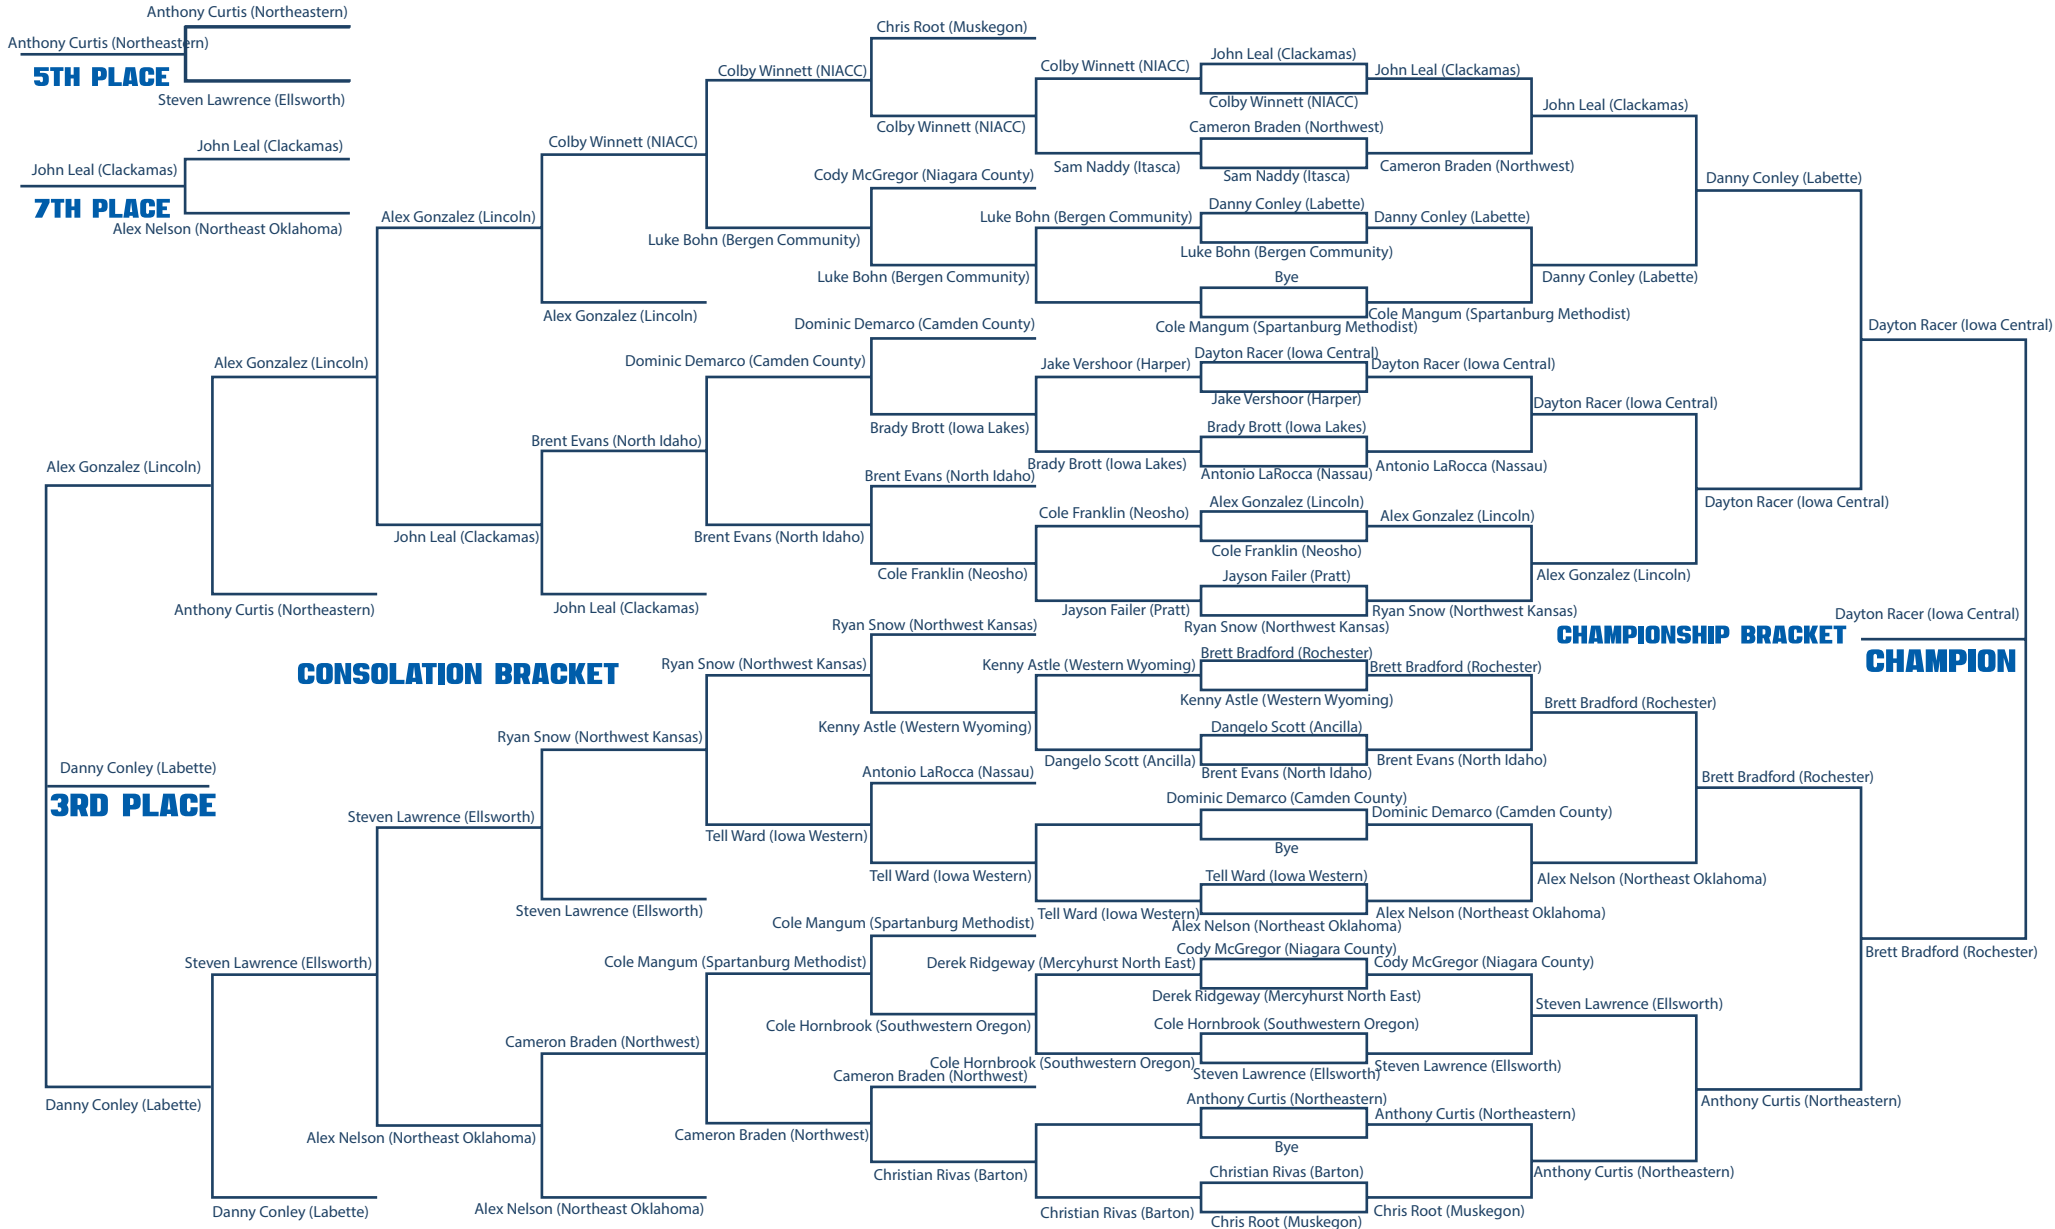 Anthony Curtis (Northeastern)
Anthony Curtis (Northeastern)
5TH PLACE
Steven Lawrence (Ellsworth)
John Leal (Clackamas)
John Leal (Clackamas)
7TH PLACE
Alex Nelson (Northeast Oklahoma)
Alex Gonzalez (Lincoln)
Danny Conley (Labette)
3RD PLACE
Danny Conley (Labette)
Alex Gonzalez (Lincoln)
Anthony Curtis (Northeastern)
CONSOLATION BRACKET
Steven Lawrence (Ellsworth)
Danny Conley (Labette)
Alex Gonzalez (Lincoln)
John Leal (Clackamas)
Steven Lawrence (Ellsworth)
Alex Nelson (Northeast Oklahoma)
Colby Winnett (NIACC)
Alex Gonzalez (Lincoln)
Brent Evans (North Idaho)
John Leal (Clackamas)
Ryan Snow (Northwest Kansas)
Steven Lawrence (Ellsworth)
Cameron Braden (Northwest)
Alex Nelson (Northeast Oklahoma)
Colby Winnett (NIACC)
Luke Bohn (Bergen Community)
Dominic Demarco (Camden County)
Brent Evans (North Idaho)
Ryan Snow (Northwest Kansas)
Tell Ward (Iowa Western)
Cole Mangum (Spartanburg Methodist)
Cameron Braden (Northwest)
Chris Root (Muskegon)
Colby Winnett (NIACC)
Cody McGregor (Niagara County)
Luke Bohn (Bergen Community)
Dominic Demarco (Camden County)
Brady Brott (Iowa Lakes)
Brent Evans (North Idaho)
Cole Franklin (Neosho)
Ryan Snow (Northwest Kansas)
Kenny Astle (Western Wyoming)
Antonio LaRocca (Nassau)
Tell Ward (Iowa Western)
Cole Mangum (Spartanburg Methodist)
Cole Hornbrook (Southwestern Oregon)
Cameron Braden (Northwest)
Christian Rivas (Barton)
Colby Winnett (NIACC)
Sam Naddy (Itasca)
Luke Bohn (Bergen Community)
Jake Vershoor (Harper)
Brady Brott (Iowa Lakes)
Cole Franklin (Neosho)
Jayson Failer (Pratt)
Kenny Astle (Western Wyoming)
Dangelo Scott (Ancilla)
Tell Ward (Iowa Western)
Derek Ridgeway (Mercyhurst North East)
Cole Hornbrook (Southwestern Oregon)
Christian Rivas (Barton)
John Leal (Clackamas)
Colby Winnett (NIACC)
Cameron Braden (Northwest)
Sam Naddy (Itasca)
Danny Conley (Labette)
Luke Bohn (Bergen Community)
Bye
Cole Mangum (Spartanburg Methodist)
Dayton Racer (Iowa Central)
Jake Vershoor (Harper)
Brady Brott (Iowa Lakes)
Antonio LaRocca (Nassau)
Alex Gonzalez (Lincoln)
Cole Franklin (Neosho)
Jayson Failer (Pratt)
Ryan Snow (Northwest Kansas)
Brett Bradford (Rochester)
Kenny Astle (Western Wyoming)
Dangelo Scott (Ancilla)
Brent Evans (North Idaho)
Dominic Demarco (Camden County)
Bye
Tell Ward (Iowa Western)
Alex Nelson (Northeast Oklahoma)
Cody McGregor (Niagara County)
Derek Ridgeway (Mercyhurst North East)
Cole Hornbrook (Southwestern Oregon)
Steven Lawrence (Ellsworth)
Anthony Curtis (Northeastern)
Bye
Christian Rivas (Barton)
Chris Root (Muskegon)
John Leal (Clackamas)
Cameron Braden (Northwest)
Danny Conley (Labette)
Cole Mangum (Spartanburg Methodist)
Dayton Racer (Iowa Central)
Antonio LaRocca (Nassau)
Alex Gonzalez (Lincoln)
Ryan Snow (Northwest Kansas)
Brett Bradford (Rochester)
Brent Evans (North Idaho)
Dominic Demarco (Camden County)
Alex Nelson (Northeast Oklahoma)
Cody McGregor (Niagara County)
Steven Lawrence (Ellsworth)
Anthony Curtis (Northeastern)
Chris Root (Muskegon)
John Leal (Clackamas)
Danny Conley (Labette)
Dayton Racer (Iowa Central)
Alex Gonzalez (Lincoln)
Brett Bradford (Rochester)
Alex Nelson (Northeast Oklahoma)
Steven Lawrence (Ellsworth)
Anthony Curtis (Northeastern)
Danny Conley (Labette)
Dayton Racer (Iowa Central)
Brett Bradford (Rochester)
Anthony Curtis (Northeastern)
Dayton Racer (Iowa Central)
Brett Bradford (Rochester)
CHAMPIONSHIP BRACKET
Dayton Racer (Iowa Central)
CHAMPION